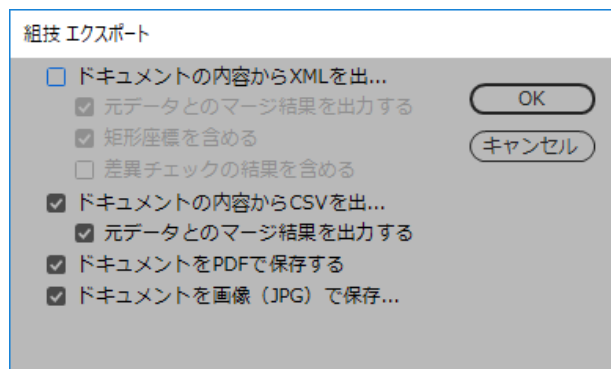 組技 エクスポート
ドキュメントの内容からXMLを出...
元データとのマージ結果を出力する
矩形座標を含める
差異チェックの結果を含める
ドキュメントの内容からCSVを出...
元データとのマージ結果を出力する
ドキュメントをPDFで保存する
ドキュメントを画像（JPG）で保存...
OK
キャンセル